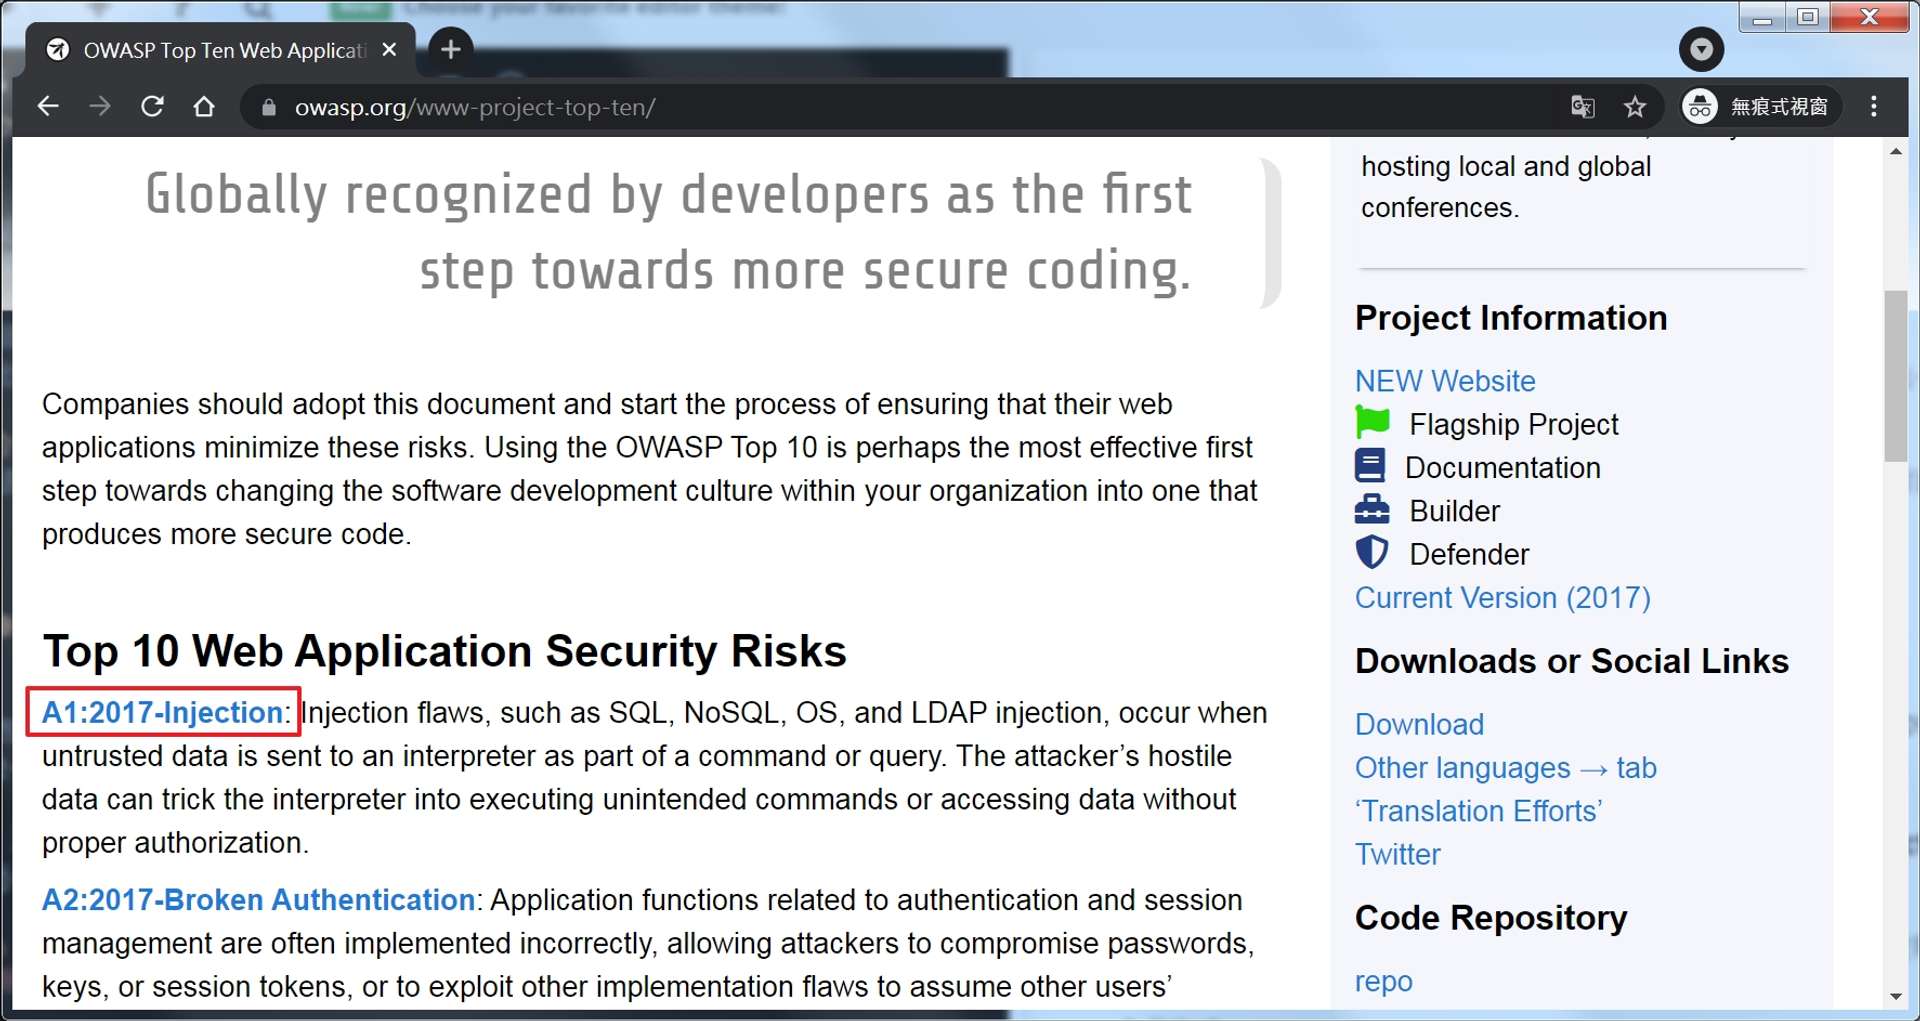 Choose your favorite editor theme!
OWASP Top Ten Web Applicati
owasp.org/www-project-top-ten/
無痕式視窗
Globally recognized by developers as the first
step towards more secure coding.
Companies should adopt this document and start the process of ensuring that their web
applications minimize these risks. Using the OWASP Top 10 is perhaps the most effective first
step towards changing the software development culture within your organization into one that
produces more secure code.
Top 10 Web Application Security Risks
A1:2017-Injection: Injection flaws, such as SQL, NoSQL, OS, and LDAP injection, occur when
untrusted data is sent to an interpreter as part of a command or query. The attacker’s hostile
data can trick the interpreter into executing unintended commands or accessing data without
proper authorization.
A2:2017-Broken Authentication: Application functions related to authentication and session
management are often implemented incorrectly, allowing attackers to compromise passwords,
keys, or session tokens, or to exploit other implementation flaws to assume other users’
hosting local and global
conferences.
Project Information
NEW Website
Flagship Project
Documentation
Builder
Defender
Current Version (2017)
Downloads or Social Links
Download
Other languages → tab
‘Translation Efforts’
Twitter
Code Repository
repo